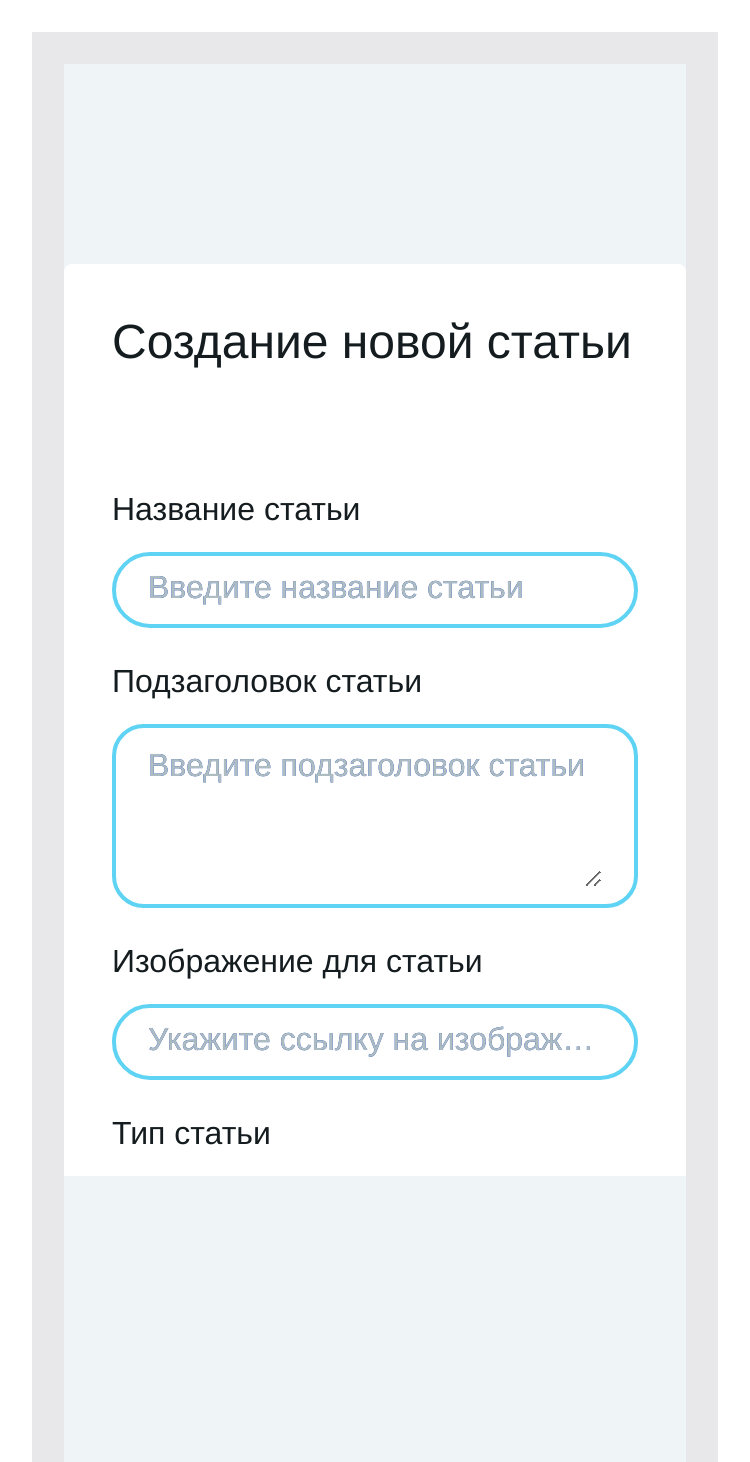 Создание новой статьи
Название статьи
Введите название статьи
Подзаголовок статьи
Введите подзаголовок статьи
Изображение для статьи
Укажите ссылку на изображ…
Тип статьи